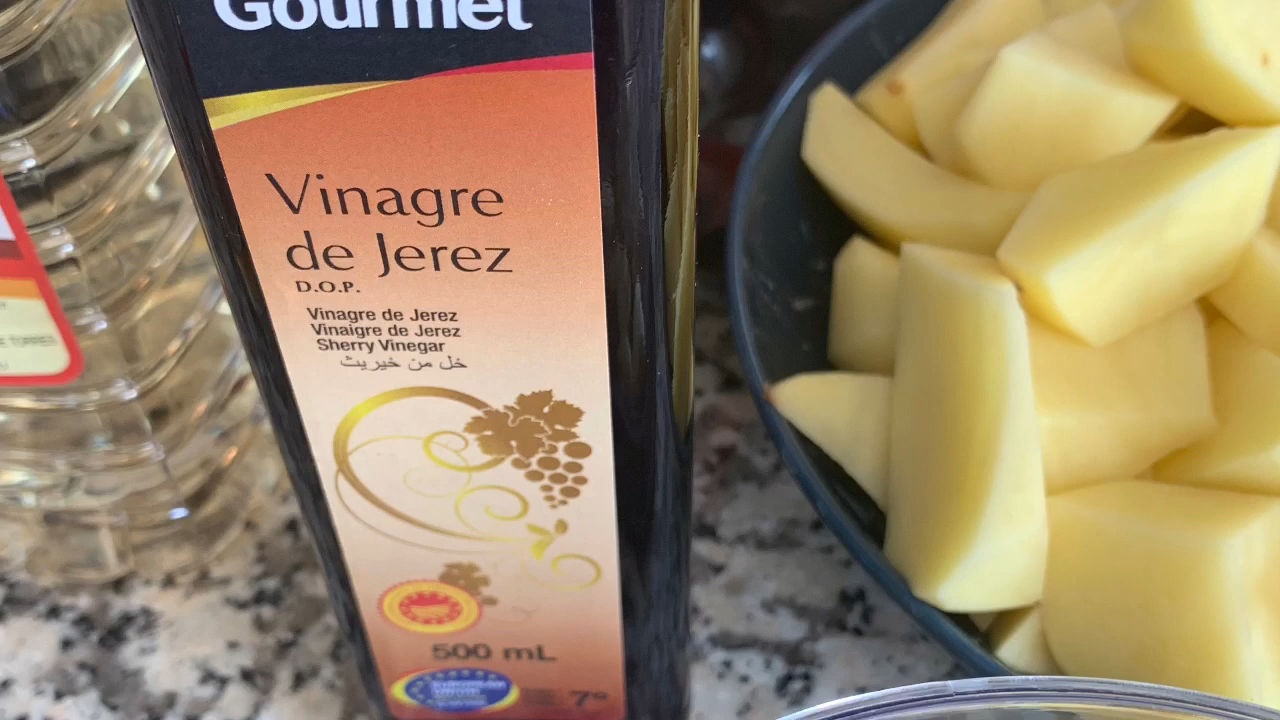 Gourmet
Vinagre
de Jerez
D.O.P.
Vinagre de Jerez
Vinaigre de Jerez
Sherry Vinegar
خل من خيريث
500 mL
7°